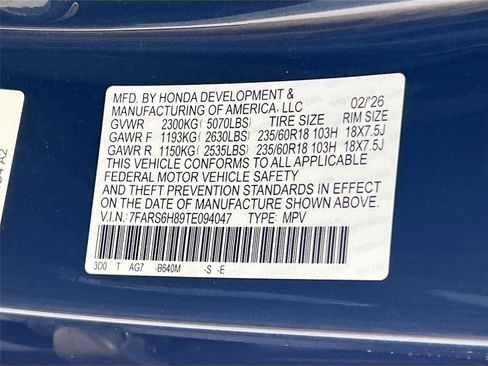 MFD. BY HONDA DEVELOPMENT &
MANUFACTURING OF AMERICA, LLC 02/'26
GVWR 2300KG( 5070LBS) TIRE SIZE RIM SIZE
GAWR F 1193KG( 2630LBS) 235/60R18 103H 18X7.5J
GAWR R 1150KG( 2535LBS) 235/60R18 103H 18X7.5J
THIS VEHICLE CONFORMS TO ALL APPLICABLE
FEDERAL MOTOR VEHICLE SAFETY
AND THEFT PREVENTION STANDARDS IN EFFECT
ON THE DATE OF MANUFACTURE SHOWN ABOVE.
V.I.N.: 7FARS6H89TE094047 TYPE: MPV
3D0 T AG7 -B640M -S -E